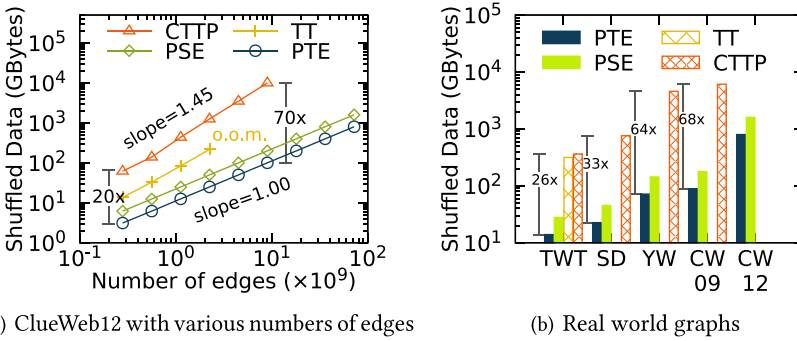 Shuffled Data (GBytes)
10^5
10^4
10^3
10^2
10^1
10^0
CTTP
TT
PSE
PTE
slope=1.45
o.o.m.
70x
20x
slope=1.00
10^-1
10^0
10^1
10^2
Number of edges (×10^9)
) ClueWeb12 with various numbers of edges
Shuffled Data (GBytes)
10^5
10^4
10^3
10^2
10^1
PTE
TT
PSE
CTTP
26x
33x
64x
68x
TWT SD YW CW CW
09 12
(b) Real world graphs